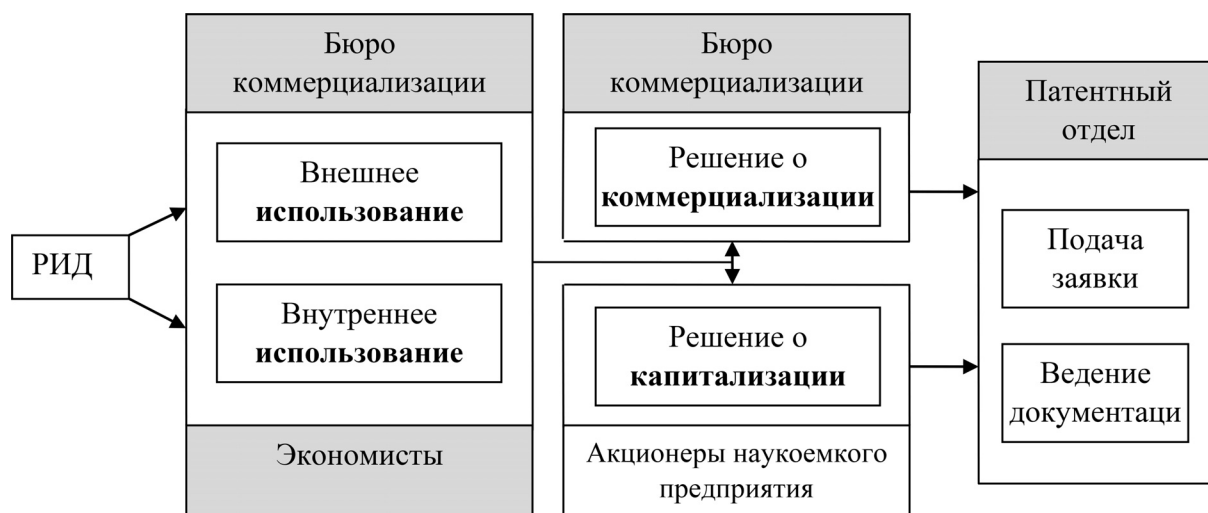 РИД
Бюро
коммерциализации
Внешнее
использование
Внутреннее
использование
Экономисты
Бюро
коммерциализации
Решение о
коммерциализации
Решение о
капитализации
Акционеры наукоемкого
предприятия
Патентный
отдел
Подача
заявки
Ведение
документаци